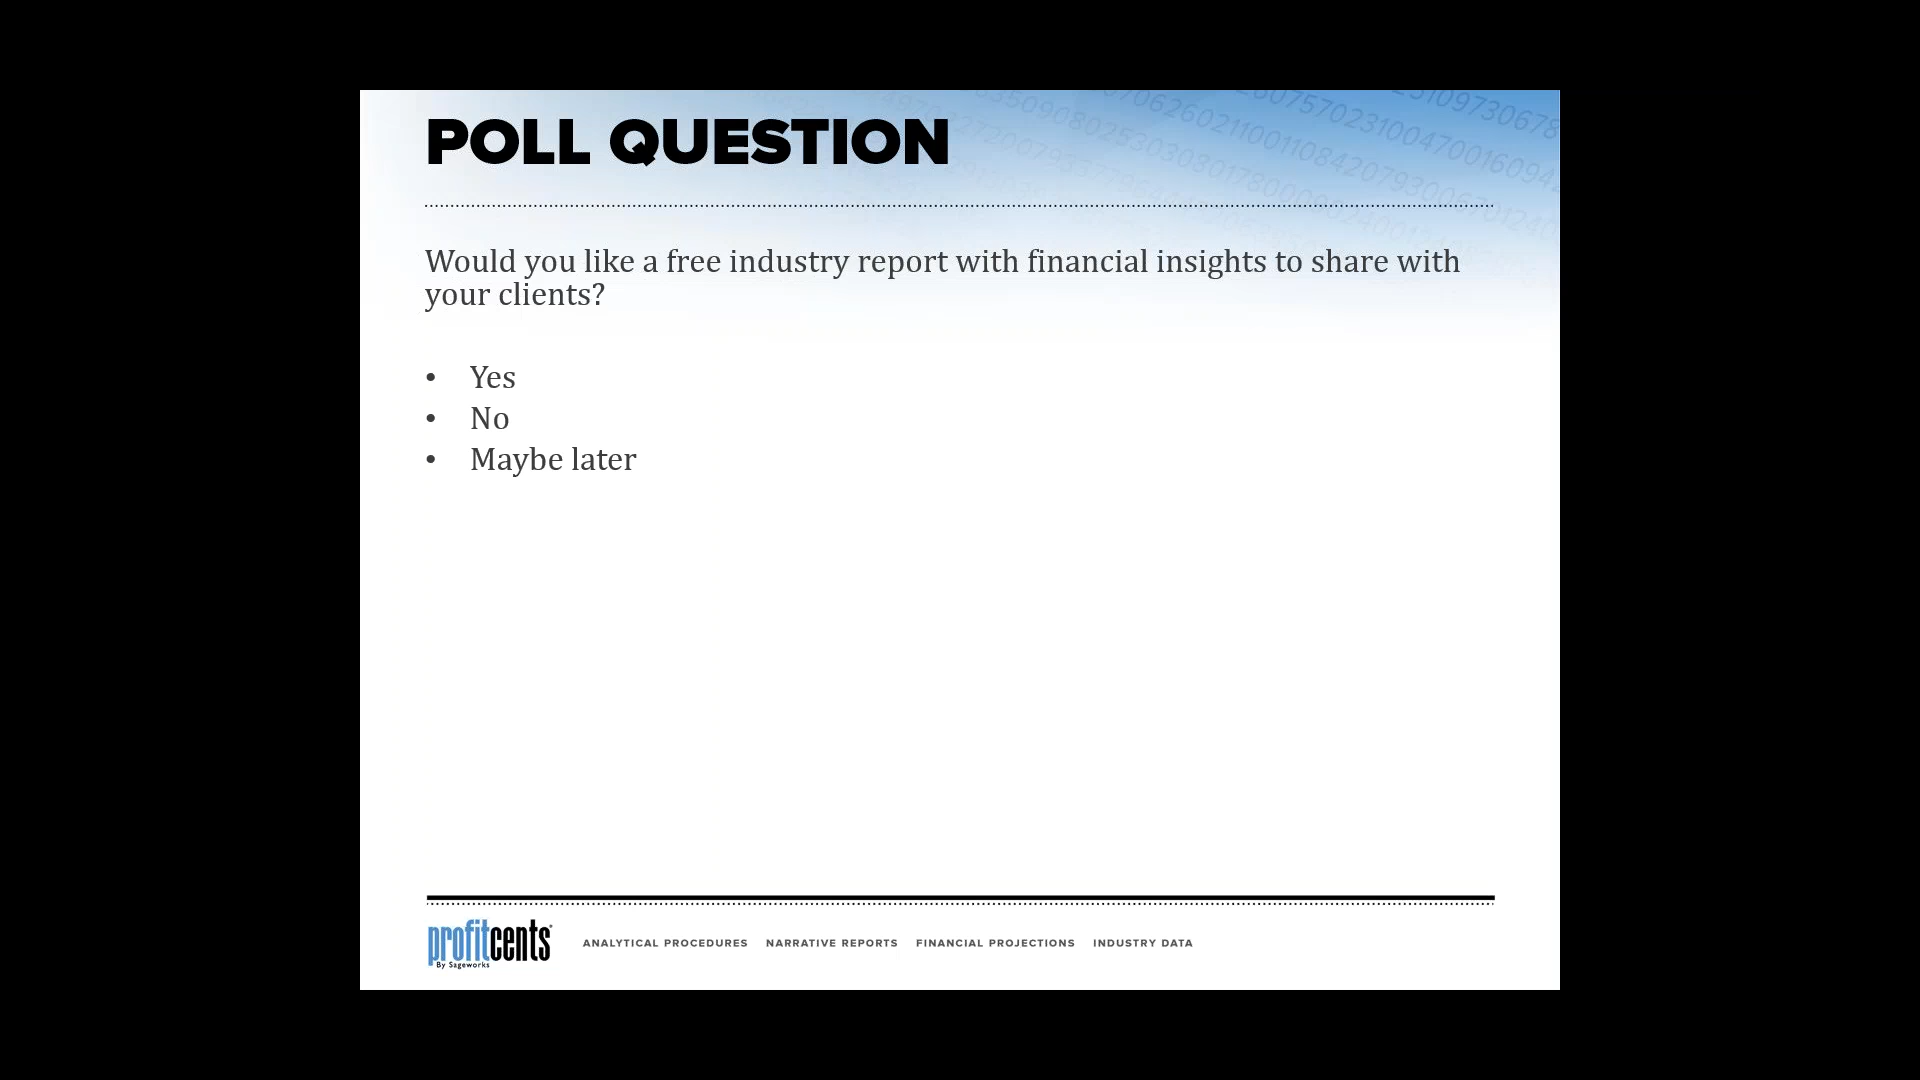 POLL QUESTION
Would you like a free industry report with financial insights to share with
your clients?
• Yes
• No
• Maybe later
profitcents
By Sageworks
ANALYTICAL PROCEDURES NARRATIVE REPORTS FINANCIAL PROJECTIONS INDUSTRY DATA